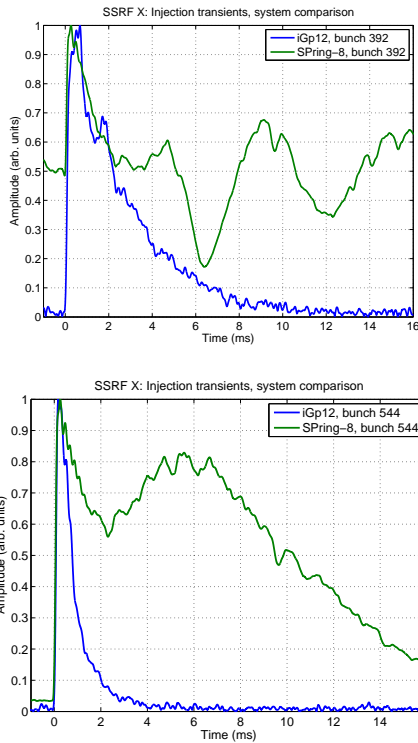 SSRF X: Injection transients, system comparison
iGp12, bunch 392
SPring−8, bunch 392
Amplitude (arb. units)
1
0.9
0.8
0.7
0.6
0.5
0.4
0.3
0.2
0.1
0
0 2 4 6 8 10 12 14 16
Time (ms)
SSRF X: Injection transients, system comparison
iGp12, bunch 544
SPring−8, bunch 544
Amplitude (arb. units)
1
0.9
0.8
0.7
0.6
0.5
0.4
0.3
0.2
0.1
0
0 2 4 6 8 10 12 14
Time (ms)